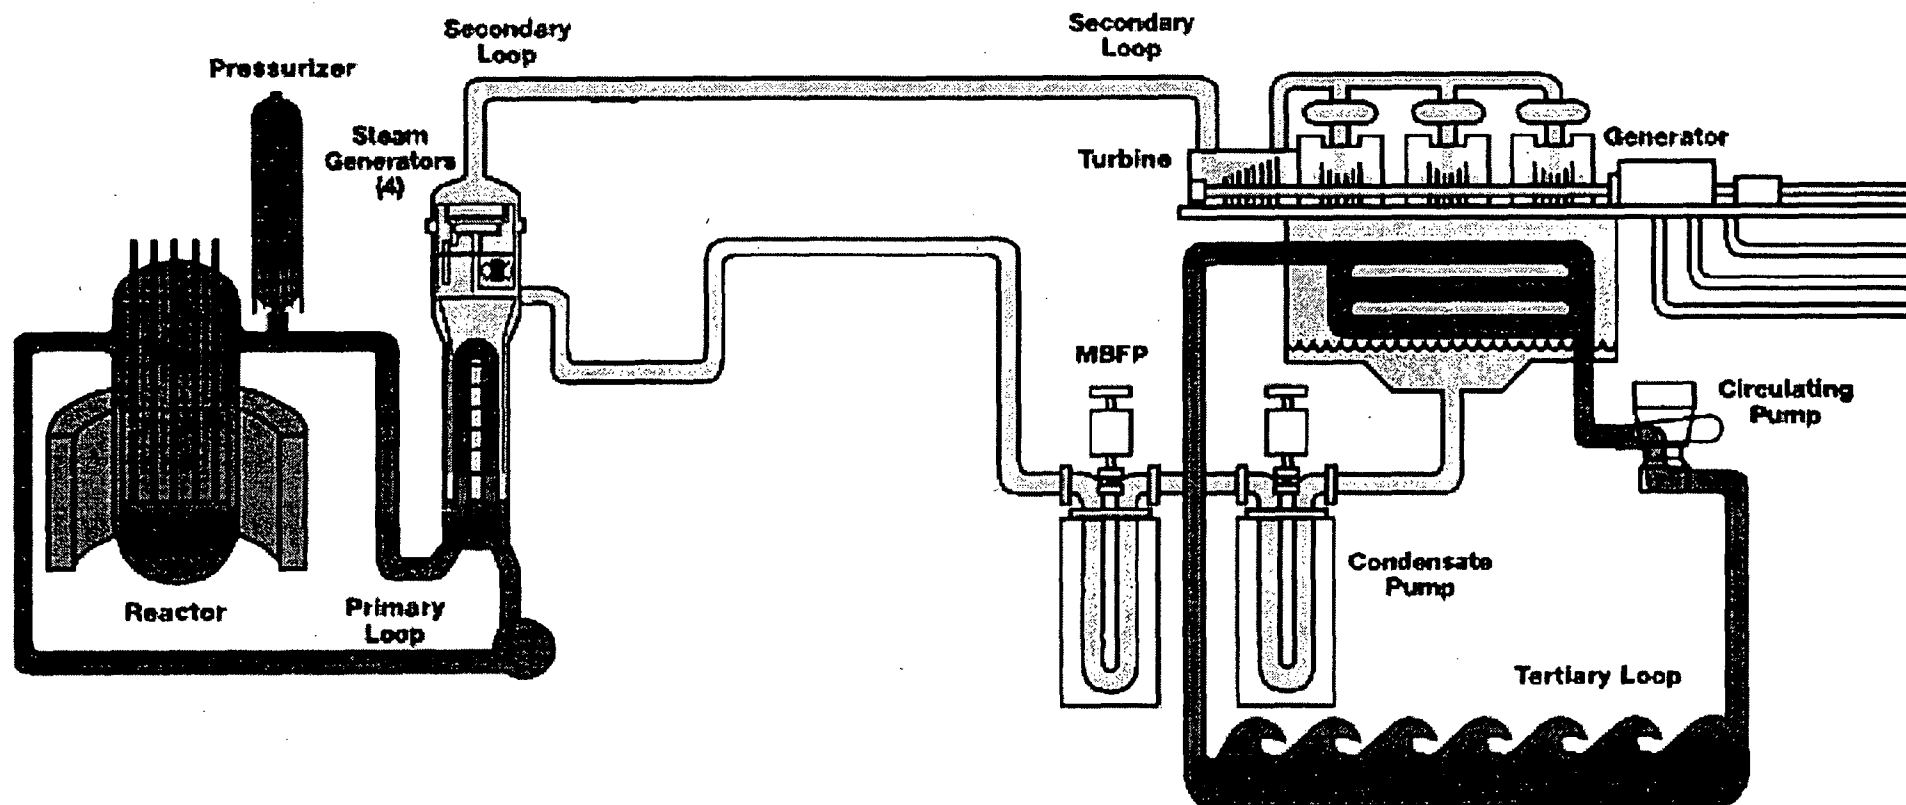 Secondary
Loop
Secondary
Loop
Pressurizer
Steam
Generators
(4)
Turbine
Generator
MBFP
Circulating
Pump
Condensate
Pump
Reactor
Primary
Loop
Tertiary Loop